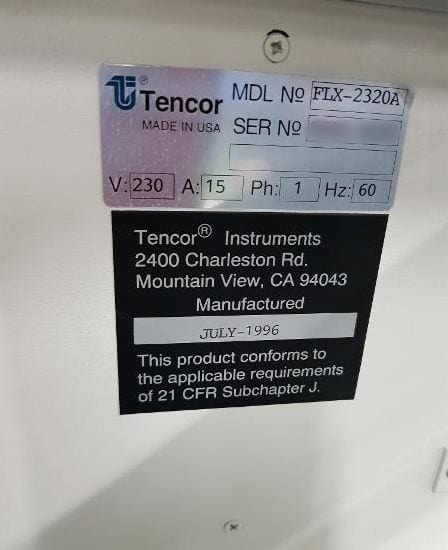 Tencor® MDL Nº FLX-2320A
MADE IN USA SER Nº
V: 230 A: 15 Ph: 1 Hz: 60
Tencor® Instruments
2400 Charleston Rd.
Mountain View, CA 94043
Manufactured
JULY-1996
This product conforms to
the applicable requirements
of 21 CFR Subchapter J.